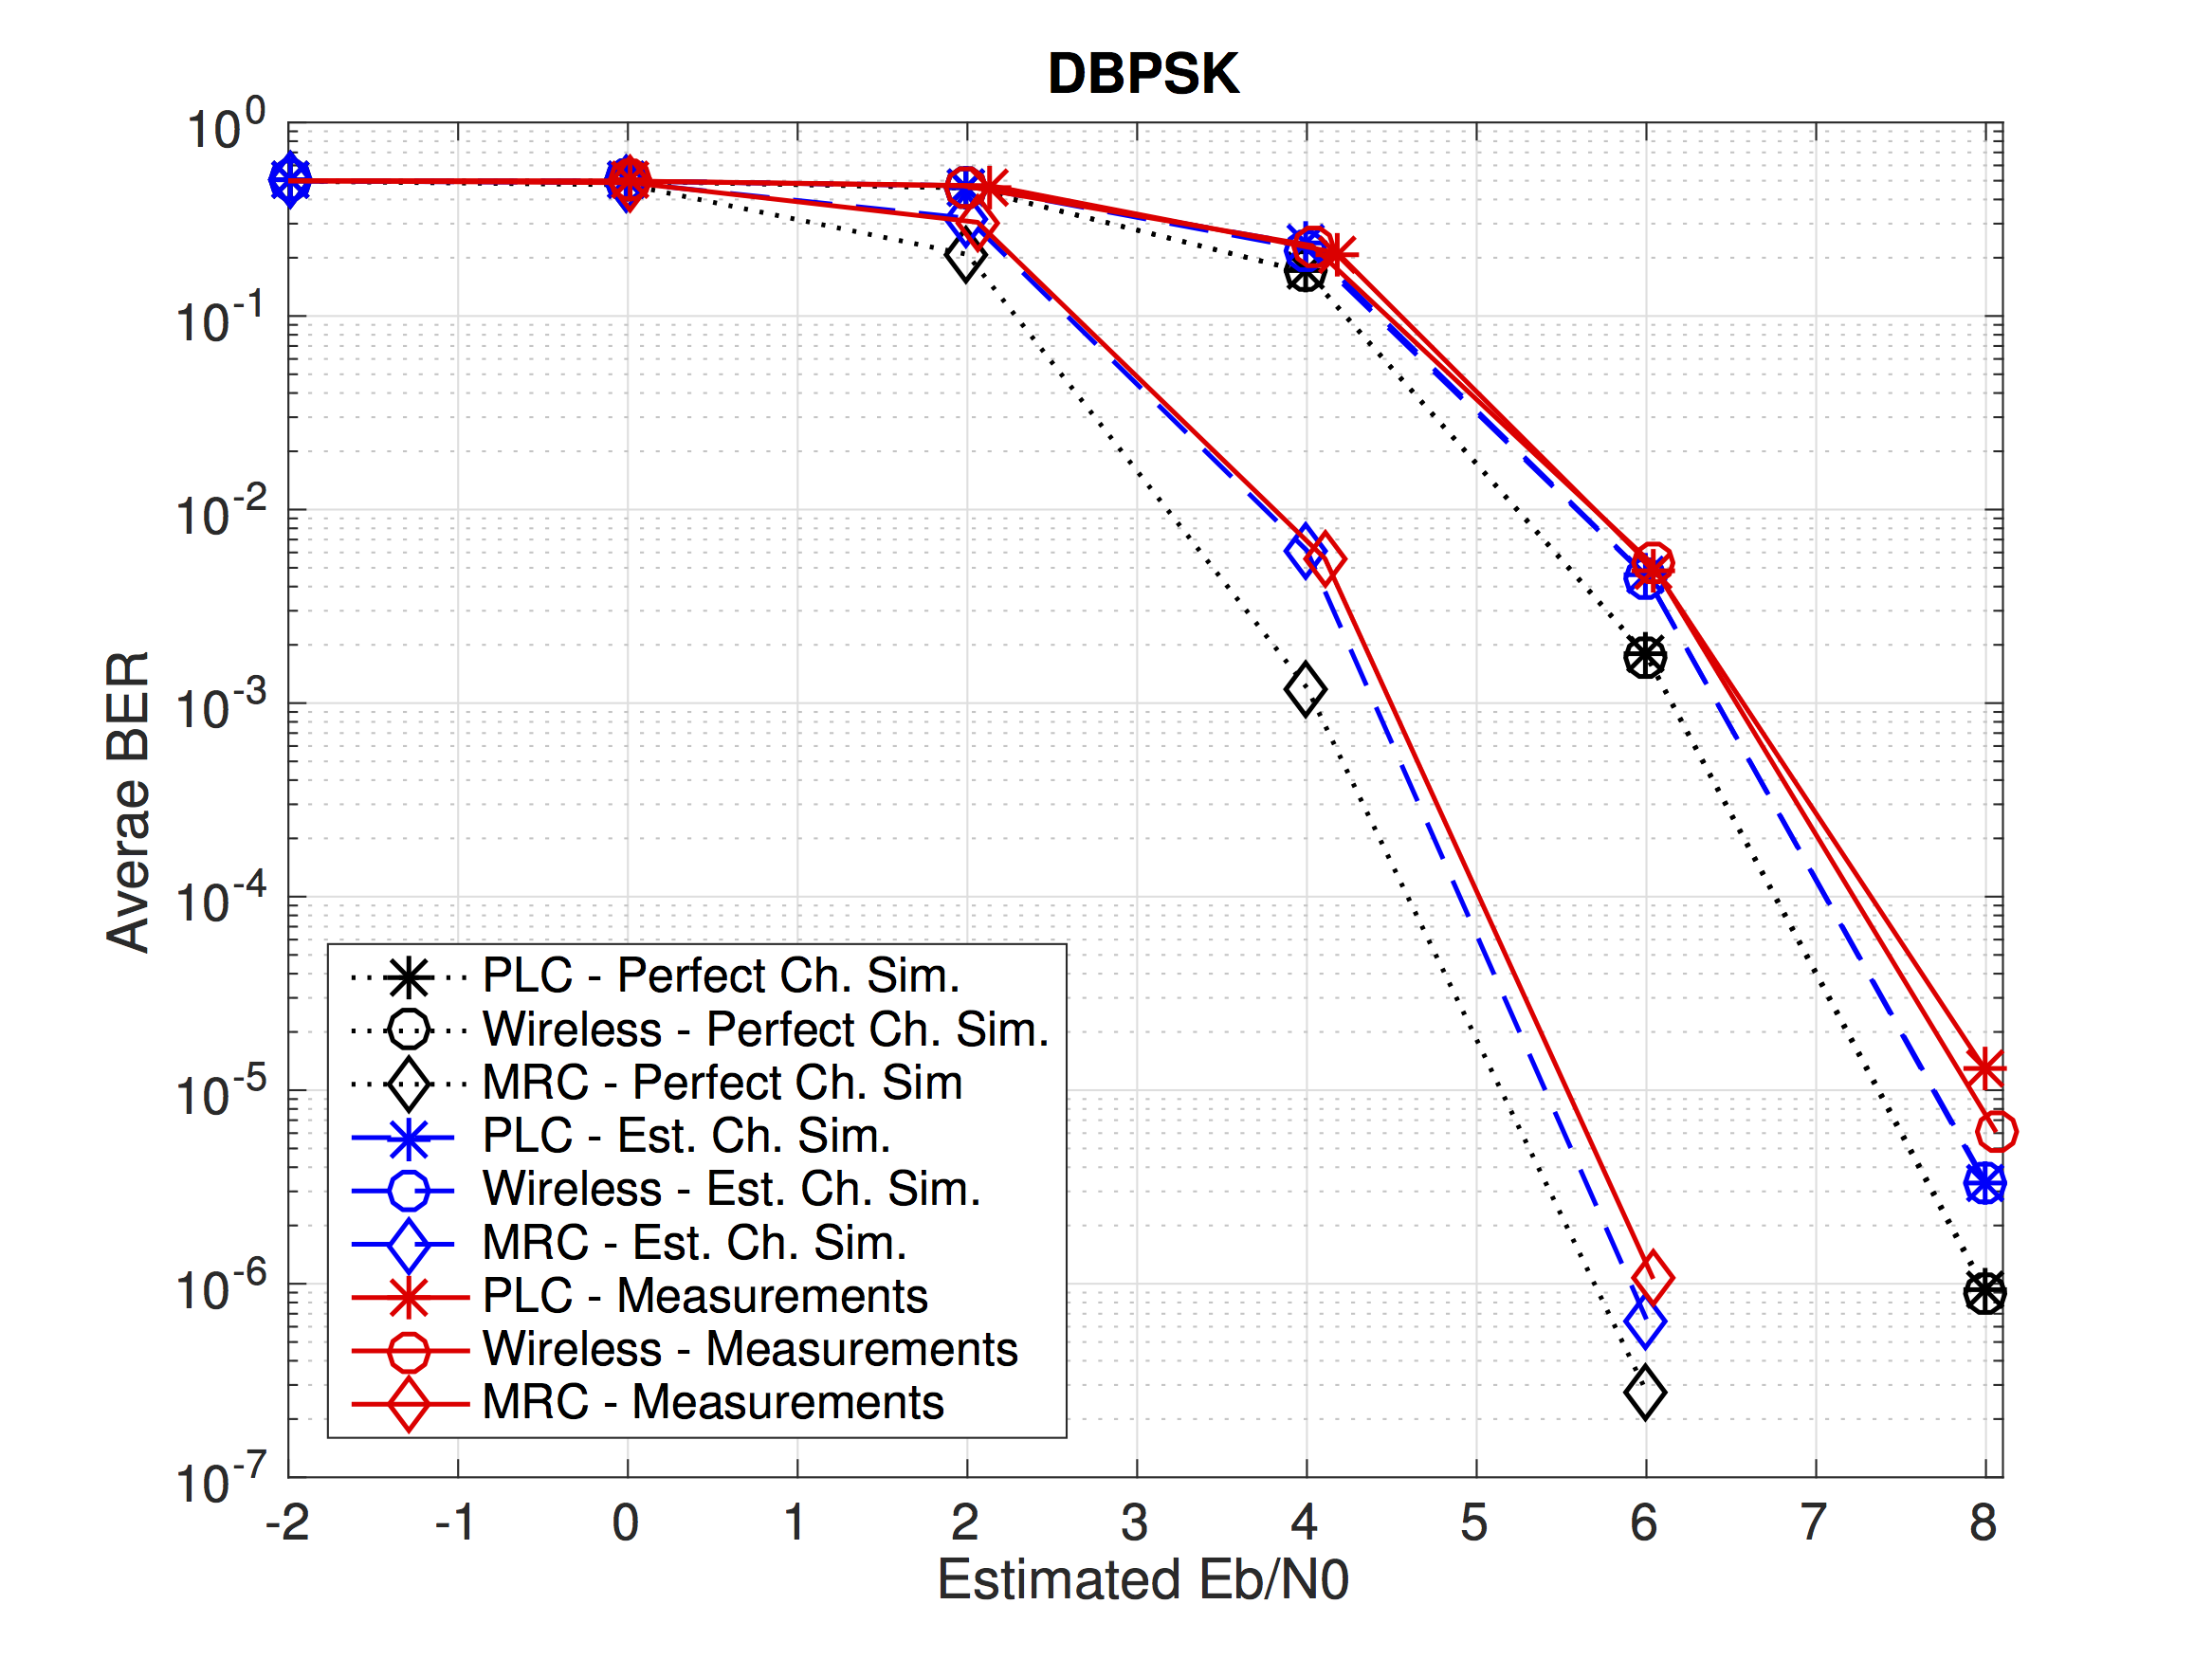 DBPSK
10^0
10^-1
10^-2
10^-3
10^-4
10^-5
10^-6
10^-7
Averae BER
PLC - Perfect Ch. Sim.
Wireless - Perfect Ch. Sim.
MRC - Perfect Ch. Sim
PLC - Est. Ch. Sim.
Wireless - Est. Ch. Sim.
MRC - Est. Ch. Sim.
PLC - Measurements
Wireless - Measurements
MRC - Measurements
-2 -1 0 1 2 3 4 5 6 7 8
Estimated Eb/N0